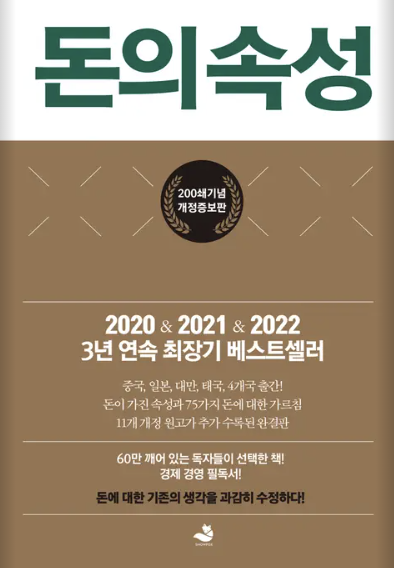 돈의 속성
200쇄기념
개정증보판
2020 & 2021 & 2022
3년 연속 최장기 베스트셀러
중국, 일본, 대만, 태국, 4개국 출간!
돈이 가진 속성과 75가지 돈에 대한 가르침
11개 개정 원고가 추가 수록된 완결판
60만 깨어 있는 독자들이 선택한 책!
경제 경영 필독서!
돈에 대한 기존의 생각을 과감히 수정하다!